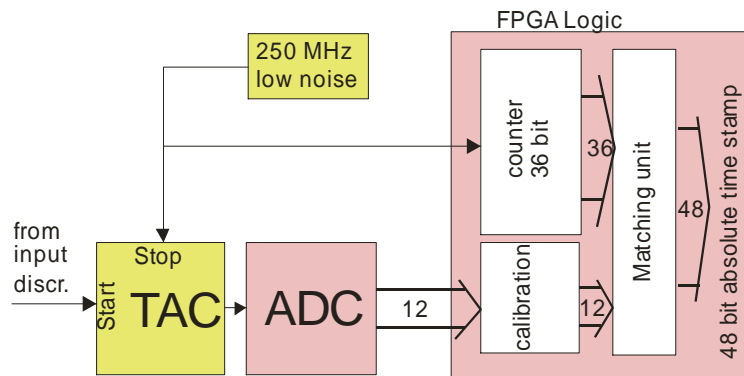 FPGA Logic
250 MHz
low noise
counter
36 bit
36
Matching unit
48
48 bit absolute time stamp
from
input
discr.
Start
Stop
TAC
ADC
12
calibration
12